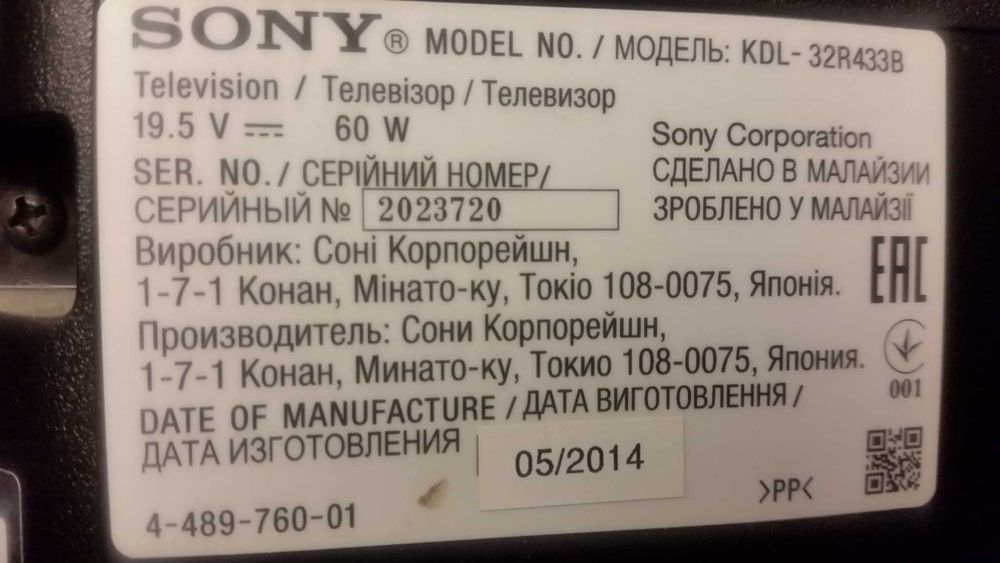 SONY® MODEL NO. / МОДЕЛЬ: KDL-32R433B
Television / Телевізор / Телевизор
19.5 V ⎓ 60 W
Sony Corporation
SER. NO. / СЕРІЙНИЙ НОМЕР/
СДЕЛАНО В МАЛАЙЗИИ
СЕРИЙНЫЙ № 2023720
ЗРОБЛЕНО У МАЛАЙЗІЇ
Виробник: Соні Корпорейшн,
1-7-1 Конан, Мінато-ку, Токіо 108-0075, Японія.
EAC
Производитель: Сони Корпорейшн,
1-7-1 Конан, Минато-ку, Токио 108-0075, Япония.
001
DATE OF MANUFACTURE / ДАТА ВИГОТОВЛЕННЯ /
ДАТА ИЗГОТОВЛЕНИЯ 05/2014
>PP<
4-489-760-01